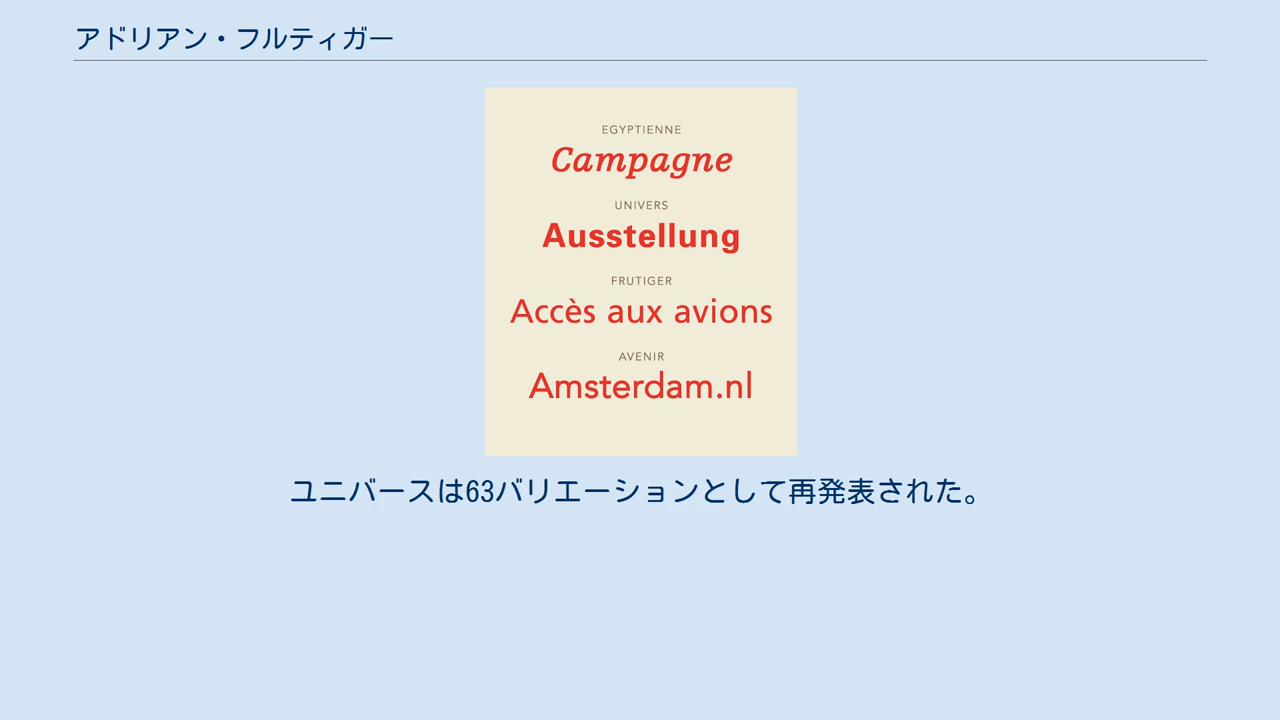 アドリアン・フルティガー
EGYPTIENNE
Campagne
UNIVERS
Ausstellung
FRUTIGER
Accès aux avions
AVENIR
Amsterdam.nl
ユニバースは63バリエーションとして再発表された。